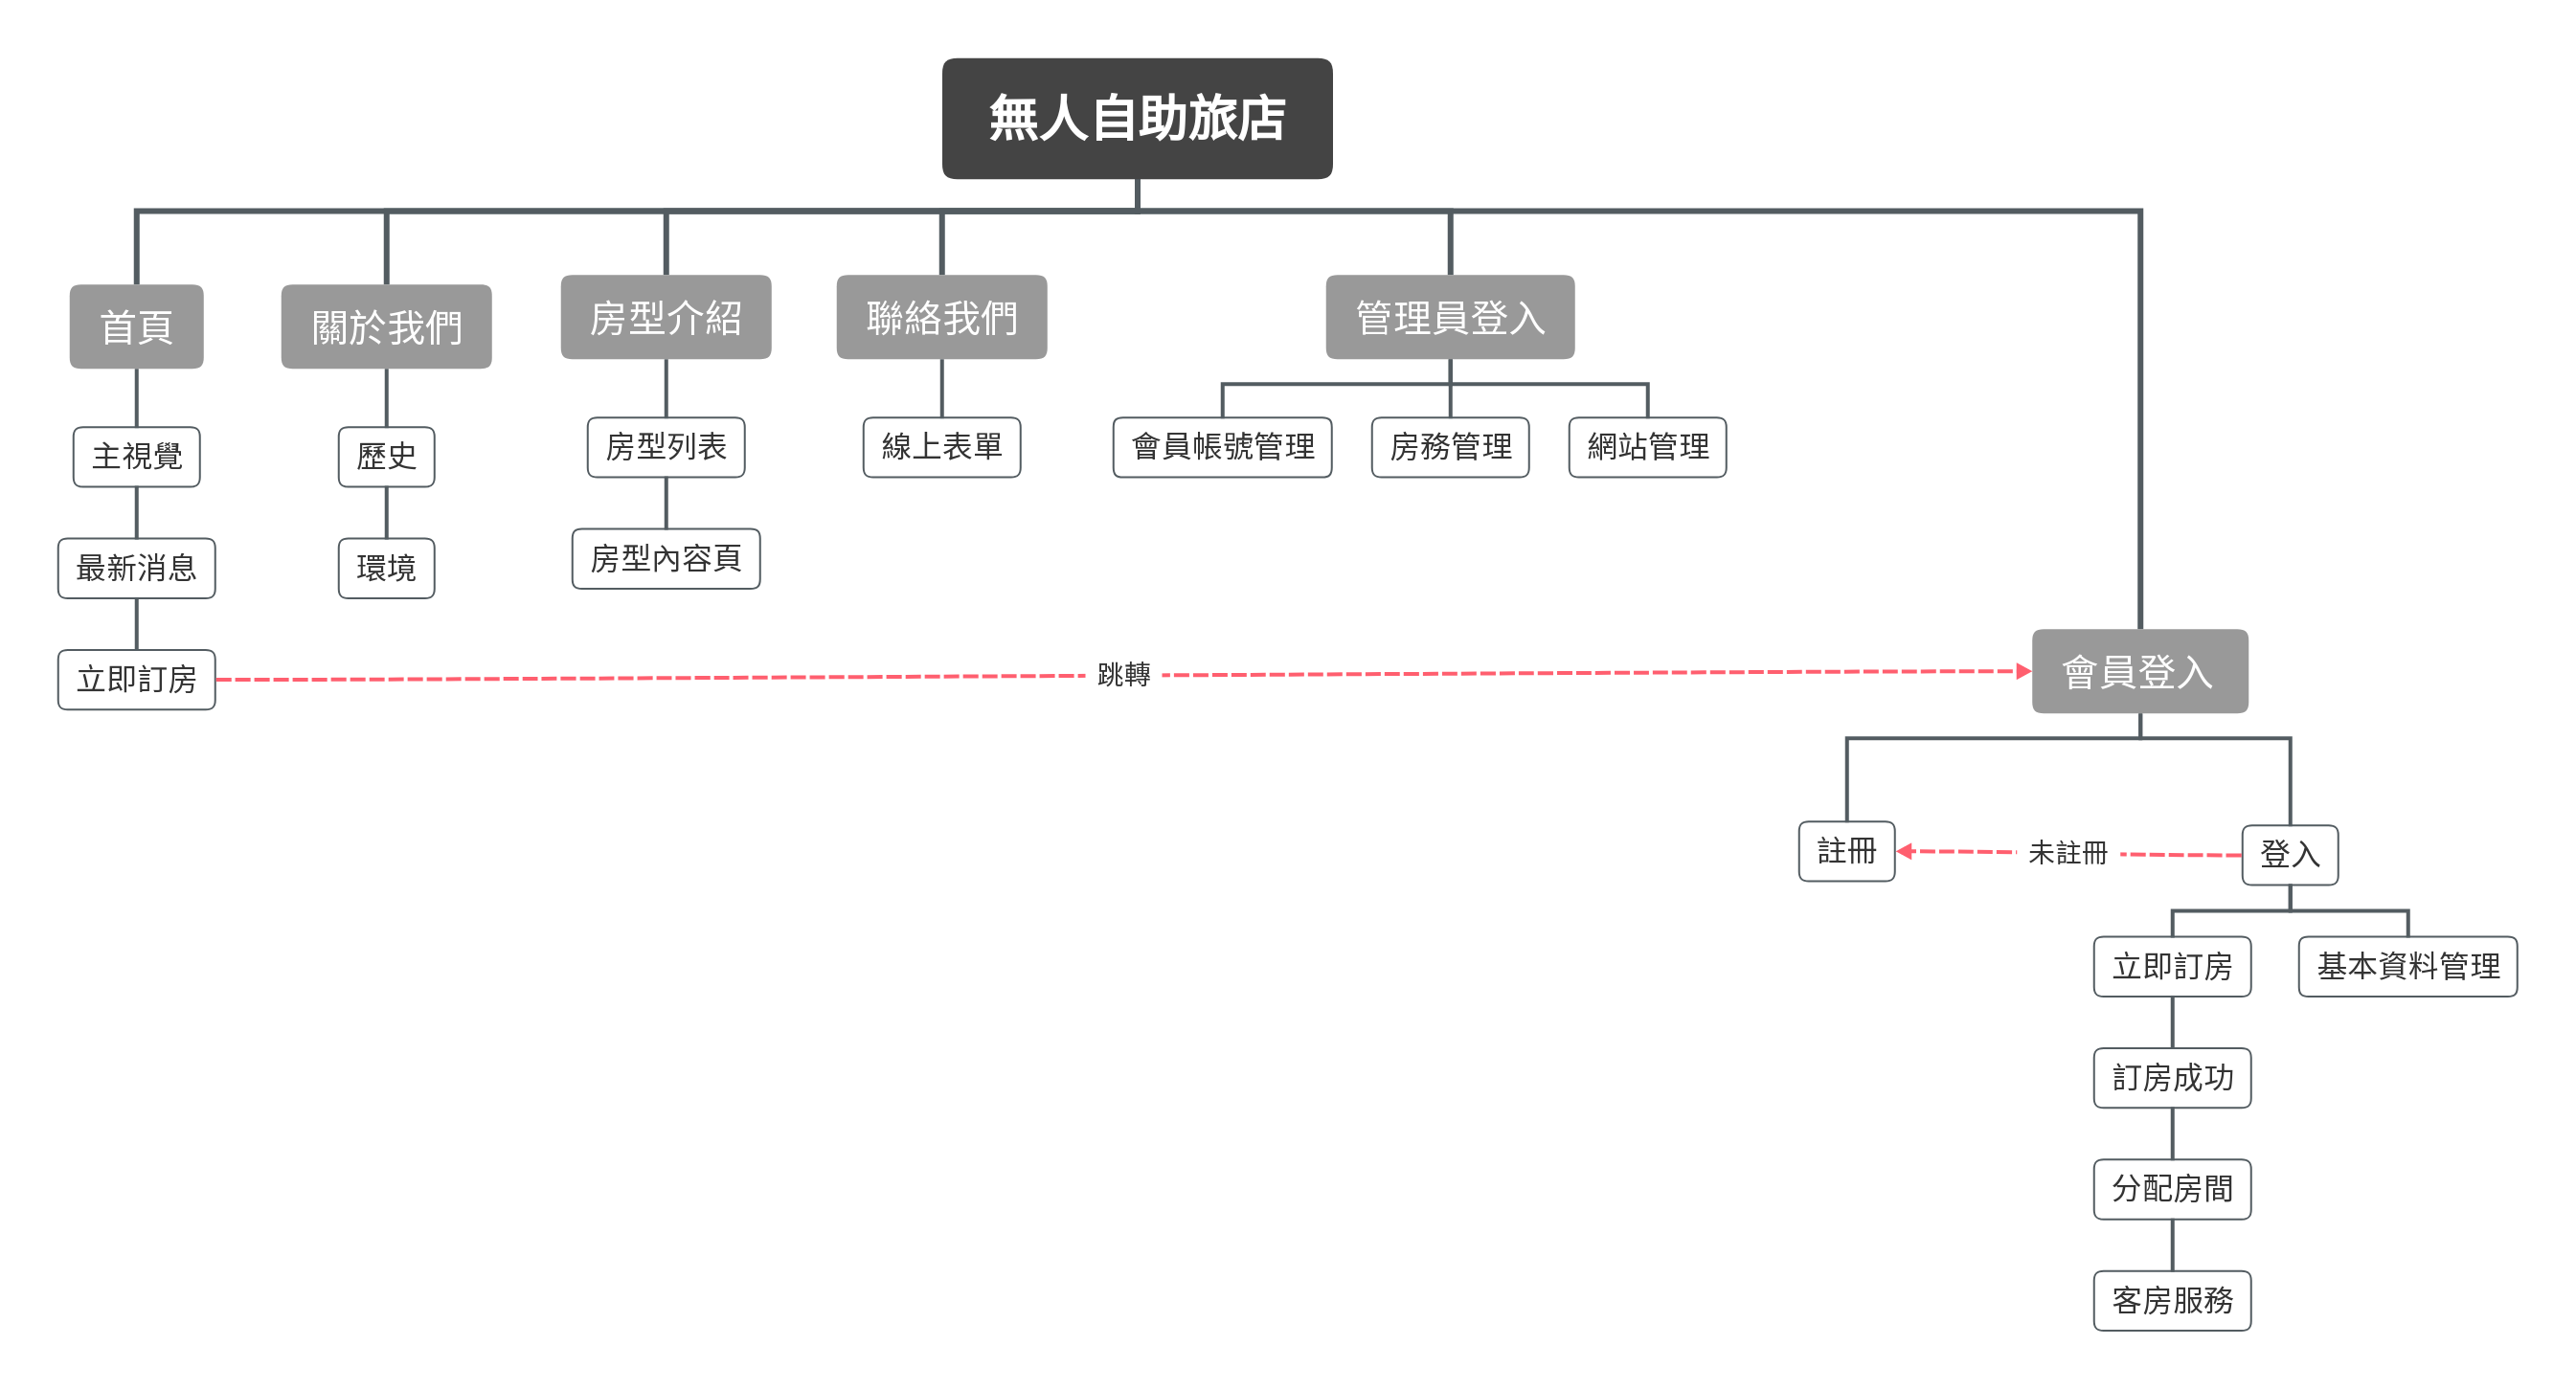 無人自助旅店
首頁
關於我們
房型介紹
聯絡我們
管理員登入
主視覺
歷史
房型列表
線上表單
會員帳號管理
房務管理
網站管理
最新消息
環境
房型內容頁
立即訂房
跳轉
會員登入
註冊
未註冊
登入
立即訂房
基本資料管理
訂房成功
分配房間
客房服務